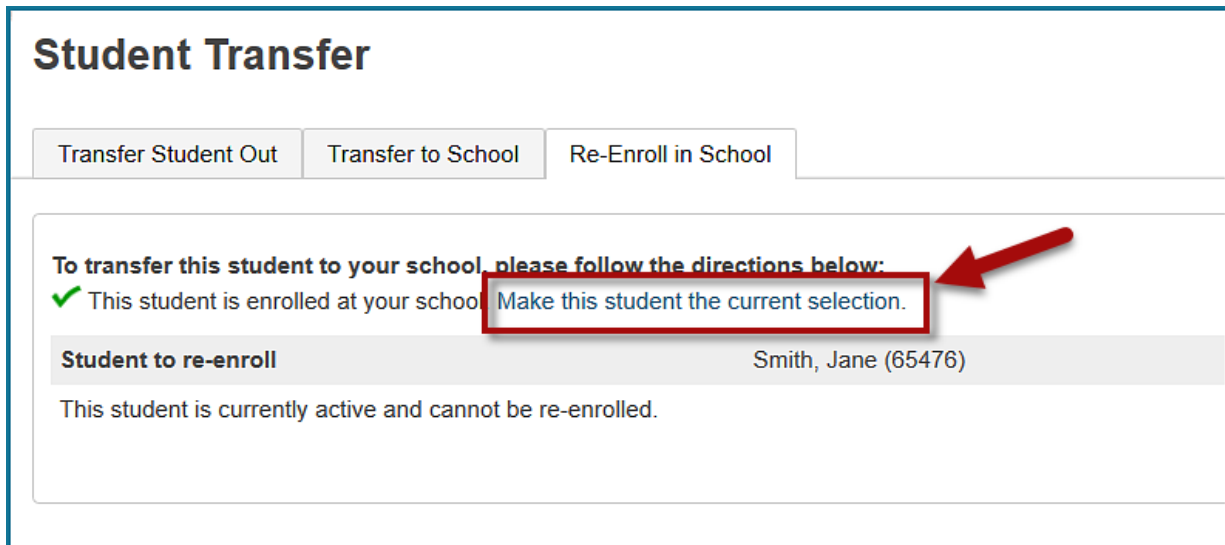 Student Transfer
Transfer Student Out Transfer to School Re-Enroll in School
To transfer this student to your school, please follow the directions below:
This student is enrolled at your school Make this student the current selection.
Student to re-enroll Smith, Jane (65476)
This student is currently active and cannot be re-enrolled.